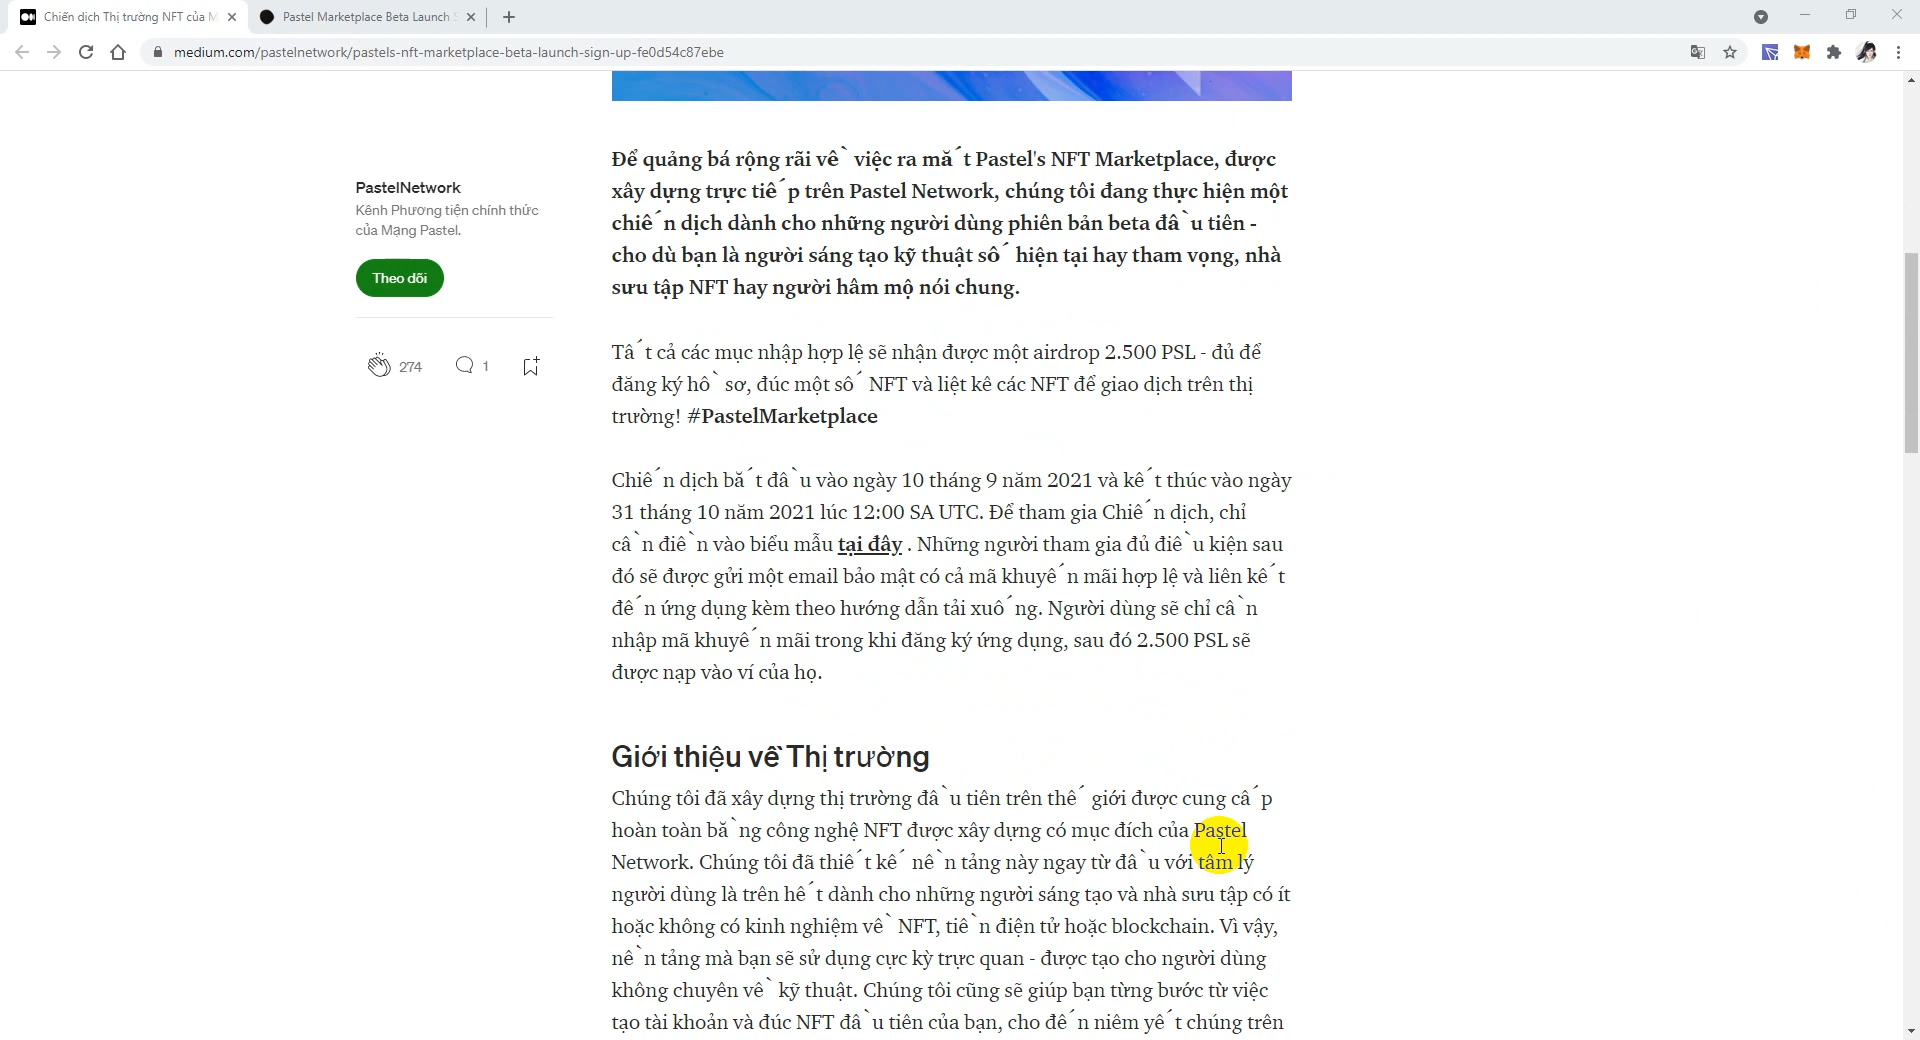 Chiến dịch Thị trường NFT của M
Pastel Marketplace Beta Launch S
medium.com/pastelnetwork/pastels-nft-marketplace-beta-launch-sign-up-fe0d54c87ebe
PastelNetwork
Kênh Phương tiện chính thức
của Mạng Pastel.
Theo dõi
274
1
Để quảng bá rộng rãi về việc ra mắt Pastel's NFT Marketplace, được
xây dựng trực tiếp trên Pastel Network, chúng tôi đang thực hiện một
chiến dịch dành cho những người dùng phiên bản beta đầu tiên -
cho dù bạn là người sáng tạo kỹ thuật số hiện tại hay tham vọng, nhà
sưu tập NFT hay người hâm mộ nói chung.
Tất cả các mục nhập hợp lệ sẽ nhận được một airdrop 2.500 PSL - đủ để
đăng ký hồ sơ, đúc một số NFT và liệt kê các NFT để giao dịch trên thị
trường! #PastelMarketplace
Chiến dịch bắt đầu vào ngày 10 tháng 9 năm 2021 và kết thúc vào ngày
31 tháng 10 năm 2021 lúc 12:00 SA UTC. Để tham gia Chiến dịch, chỉ
cần điền vào biểu mẫu tại đây . Những người tham gia đủ điều kiện sau
đó sẽ được gửi một email bảo mật có cả mã khuyến mãi hợp lệ và liên kết
đến ứng dụng kèm theo hướng dẫn tải xuống. Người dùng sẽ chỉ cần
nhập mã khuyến mãi trong khi đăng ký ứng dụng, sau đó 2.500 PSL sẽ
được nạp vào ví của họ.
Giới thiệu về Thị trường
Chúng tôi đã xây dựng thị trường đầu tiên trên thế giới được cung cấp
hoàn toàn bằng công nghệ NFT được xây dựng có mục đích của Pastel
Network. Chúng tôi đã thiết kế nền tảng này ngay từ đầu với tâm lý
người dùng là trên hết dành cho những người sáng tạo và nhà sưu tập có ít
hoặc không có kinh nghiệm về NFT, tiền điện tử hoặc blockchain. Vì vậy,
nền tảng mà bạn sẽ sử dụng cực kỳ trực quan - được tạo cho người dùng
không chuyên về kỹ thuật. Chúng tôi cũng sẽ giúp bạn từng bước từ việc
tạo tài khoản và đúc NFT đầu tiên của bạn, cho đến niêm yết chúng trên